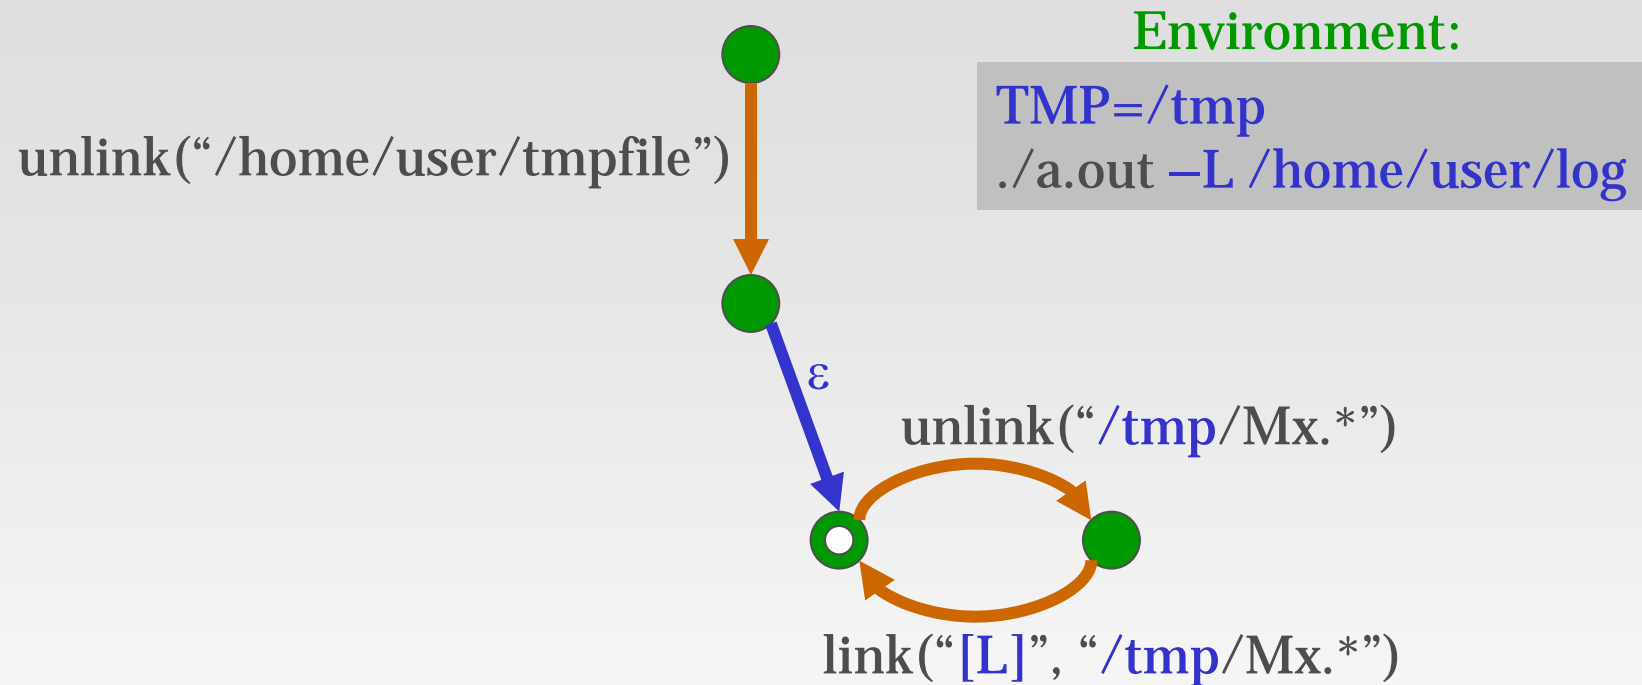 Environment:
TMP=/tmp
./a.out –L /home/user/log
unlink(“/home/user/tmpfile”)
ε
unlink(“/tmp/Mx.*”)
link(“[L]”, “/tmp/Mx.*”)